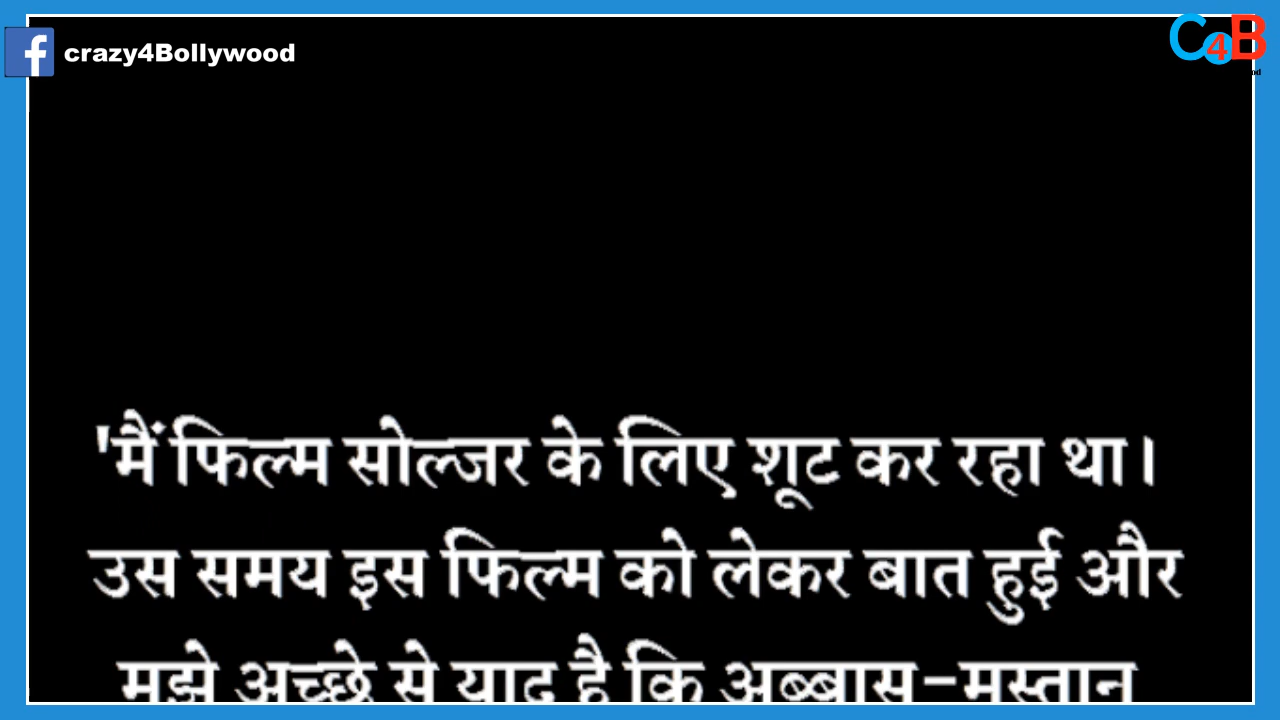 crazy4Bollywood
C4B
'मैं फिल्म सोल्जर के लिए शूट कर रहा था।
उस समय इस फिल्म को लेकर बात हुई और
मुझे अच्छे से याद है कि अब्बास-मस्तान